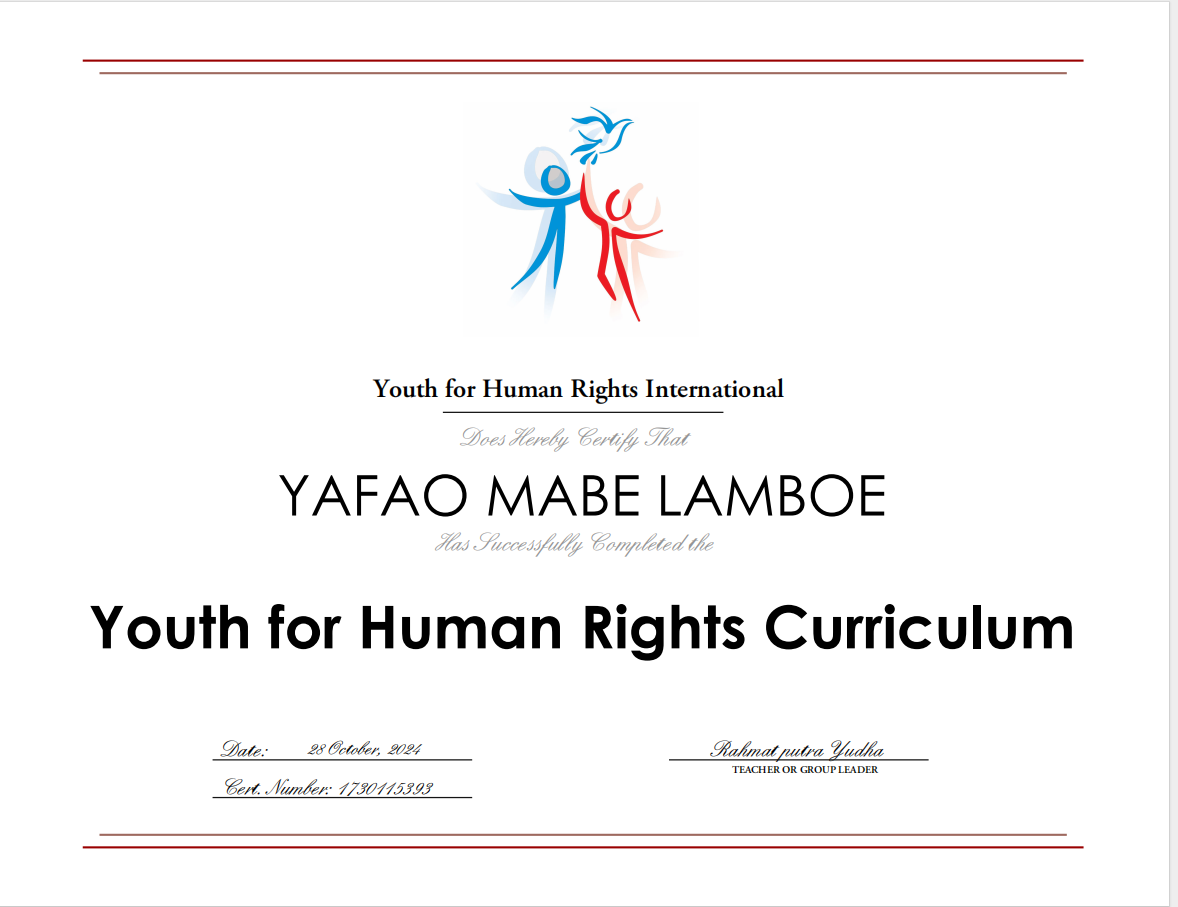 Youth for Human Rights International
Does Hereby Certify That
YAFAO MABE LAMBOE
Has Successfully Completed the
Youth for Human Rights Curriculum
Date: 28 October, 2024
Rahmat putra Yudha
TEACHER OR GROUP LEADER
Cert. Number: 1730115393